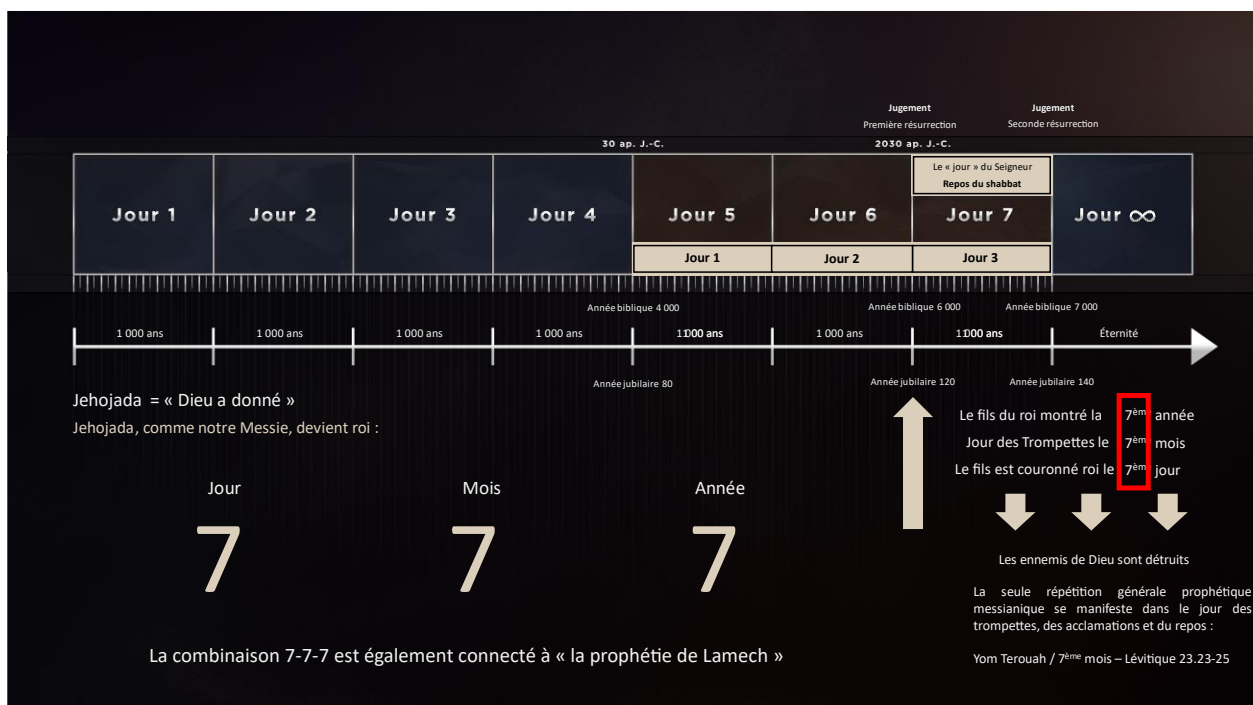 Jugement Jugement
Première résurrection Seconde résurrection
30 ap. J.-C. 2030 ap. J.-C.
Le « jour » du Seigneur
Repos du shabbat
Jour 1 Jour 2 Jour 3 Jour 4 Jour 5 Jour 6 Jour 7 Jour ∞
Jour 1 Jour 2 Jour 3
Année biblique 4 000 Année biblique 6 000 Année biblique 7 000
1 000 ans 1 000 ans 1 000 ans 1 000 ans 1 000 ans 1 000 ans 1 000 ans Éternité
Année jubilaire 80 Année jubilaire 120 Année jubilaire 140
Jehojada = « Dieu a donné »
Jehojada, comme notre Messie, devient roi :
Le fils du roi montré la 7ème année
Jour des Trompettes le 7ème mois
Le fils est couronné roi le 7ème jour
Jour Mois Année
7 7 7
Les ennemis de Dieu sont détruits
La seule répétition générale prophétique
messianique se manifeste dans le jour des
trompettes, des acclamations et du repos :
Yom Terouah / 7ème mois – Lévitique 23.23-25
La combinaison 7-7-7 est également connecté à « la prophétie de Lamech »